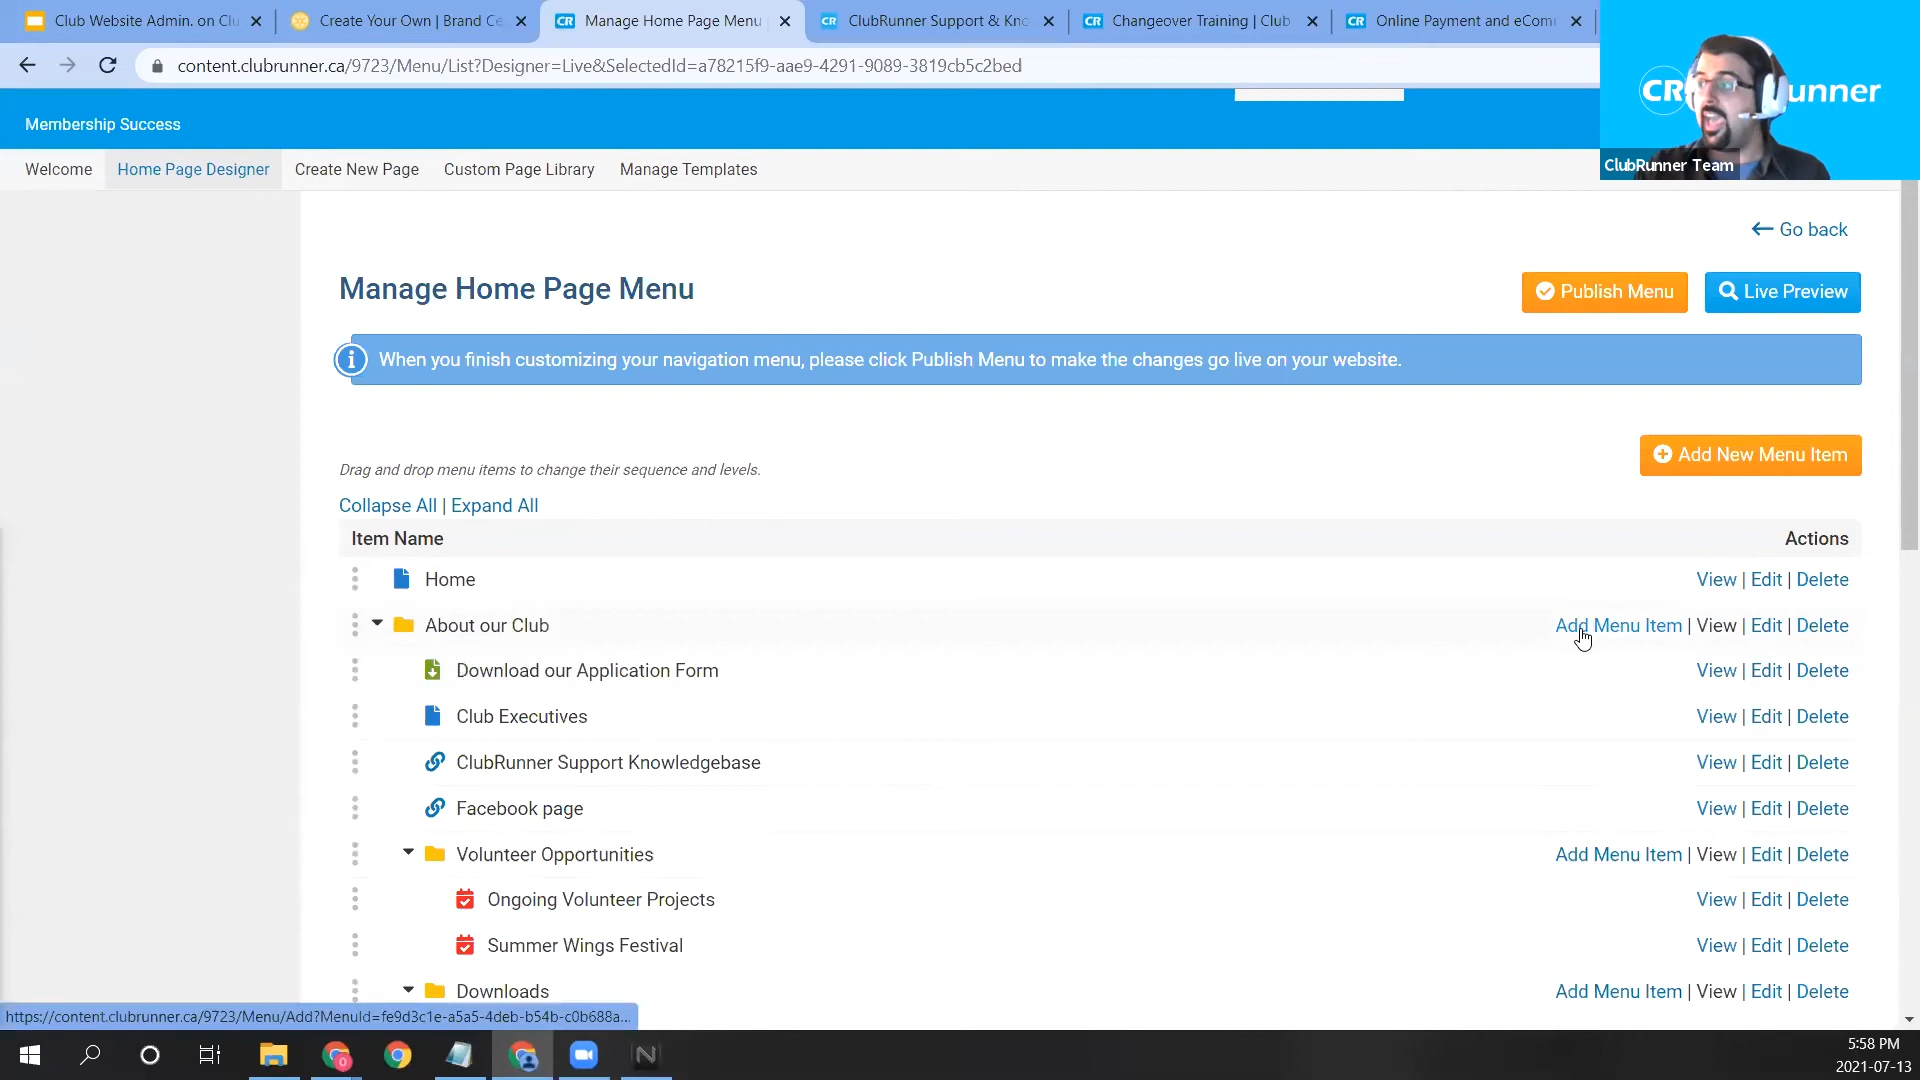 Club Website Admin. on Clu
Create Your Own | Brand Ce
CR Manage Home Page Menu
CR ClubRunner Support & Kno
CR Changeover Training | Club
CR Online Payment and eCom
content.clubrunner.ca/9723/Menu/List?Designer=Live&SelectedId=a78215f9-aae9-4291-9089-3819cb5c2bed
CR unner
ClubRunner Team
Membership Success
Welcome Home Page Designer Create New Page Custom Page Library Manage Templates
Go back
Manage Home Page Menu
Publish Menu Live Preview
When you finish customizing your navigation menu, please click Publish Menu to make the changes go live on your website.
Add New Menu Item
Drag and drop menu items to change their sequence and levels.
Collapse All | Expand All
Item Name Actions
Home View | Edit | Delete
About our Club Add Menu Item | View | Edit | Delete
Download our Application Form View | Edit | Delete
Club Executives View | Edit | Delete
ClubRunner Support Knowledgebase View | Edit | Delete
Facebook page View | Edit | Delete
Volunteer Opportunities Add Menu Item | View | Edit | Delete
Ongoing Volunteer Projects View | Edit | Delete
Summer Wings Festival View | Edit | Delete
Downloads Add Menu Item | View | Edit | Delete
https://content.clubrunner.ca/9723/Menu/Add?MenuId=fe9d3c1e-a5a5-4deb-b54b-c0b688a...
5:58 PM
2021-07-13